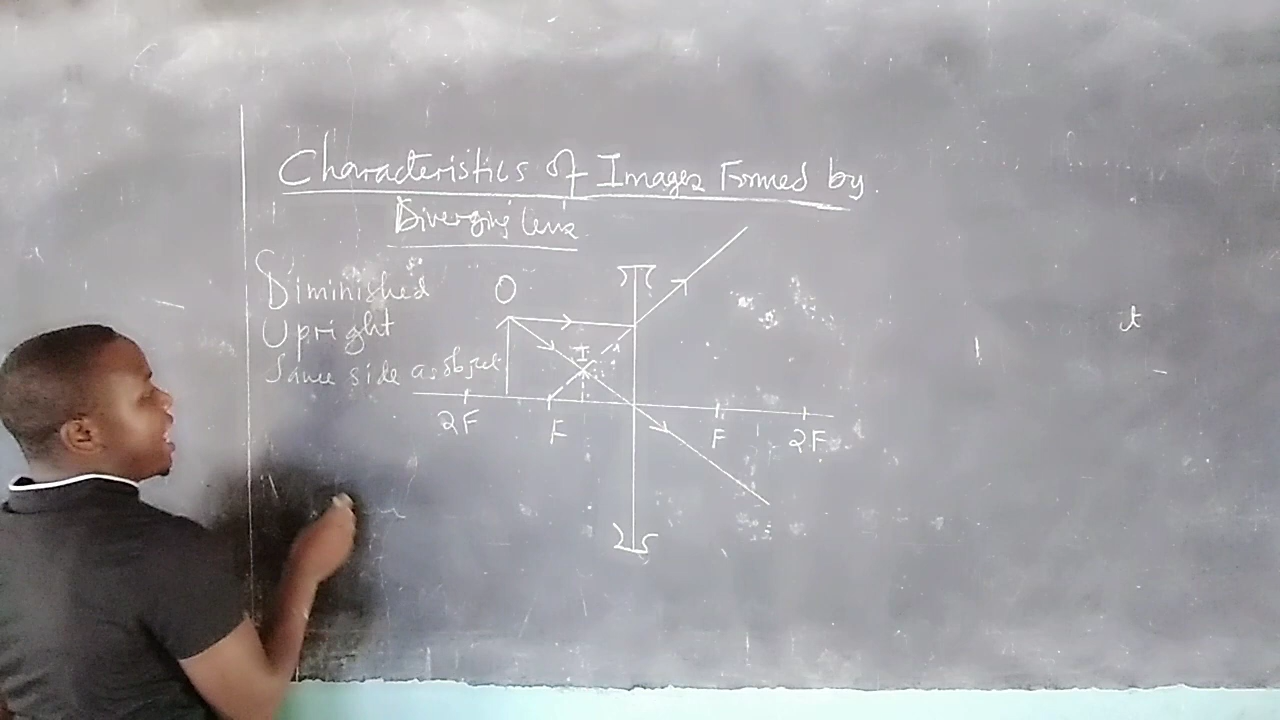 Characteristics of Images Formed by
Diverging lens
Diminished
Upright
Same side as object
O
I
2F
F
F
2F
t